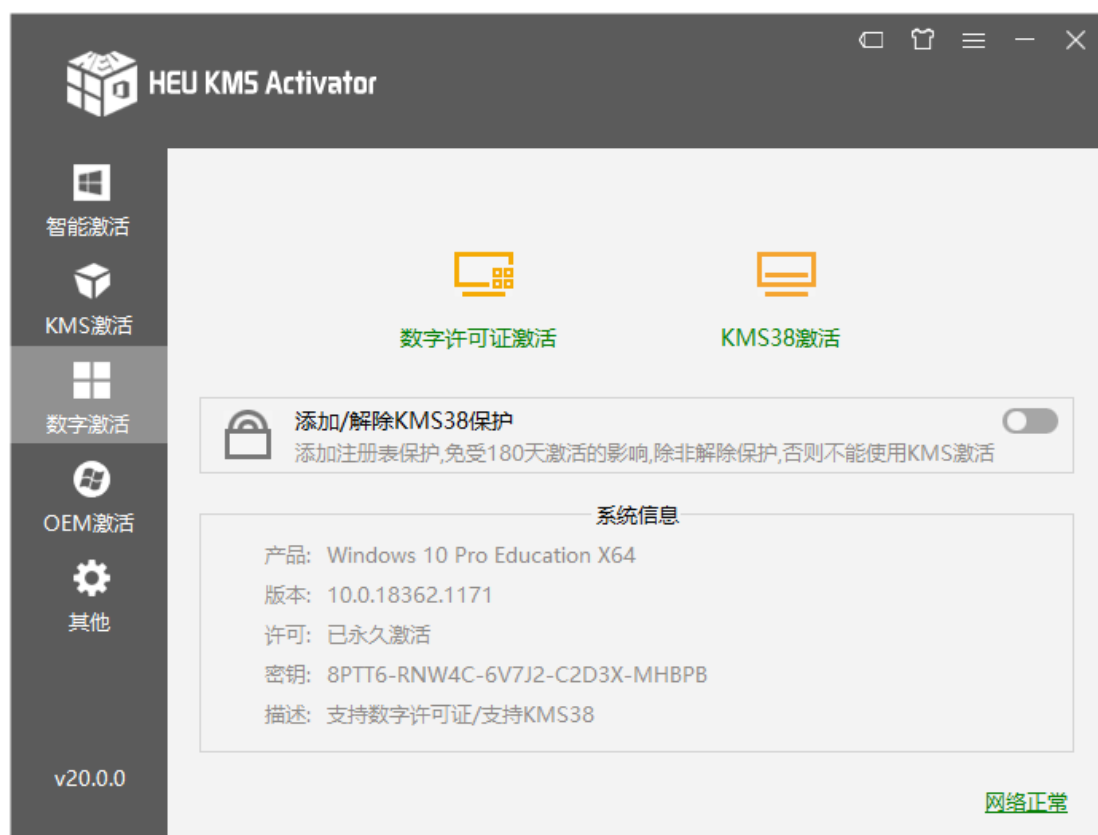 HEU KMS Activator
智能激活
KMS激活
数字激活
OEM激活
其他
v20.0.0
数字许可证激活
KMS38激活
添加/解除KMS38保护
添加注册表保护,免受180天激活的影响,除非解除保护,否则不能使用KMS激活
系统信息
产品: Windows 10 Pro Education X64
版本: 10.0.18362.1171
许可: 已永久激活
密钥: 8PTT6-RNW4C-6V7J2-C2D3X-MHBPB
描述: 支持数字许可证/支持KMS38
网络正常